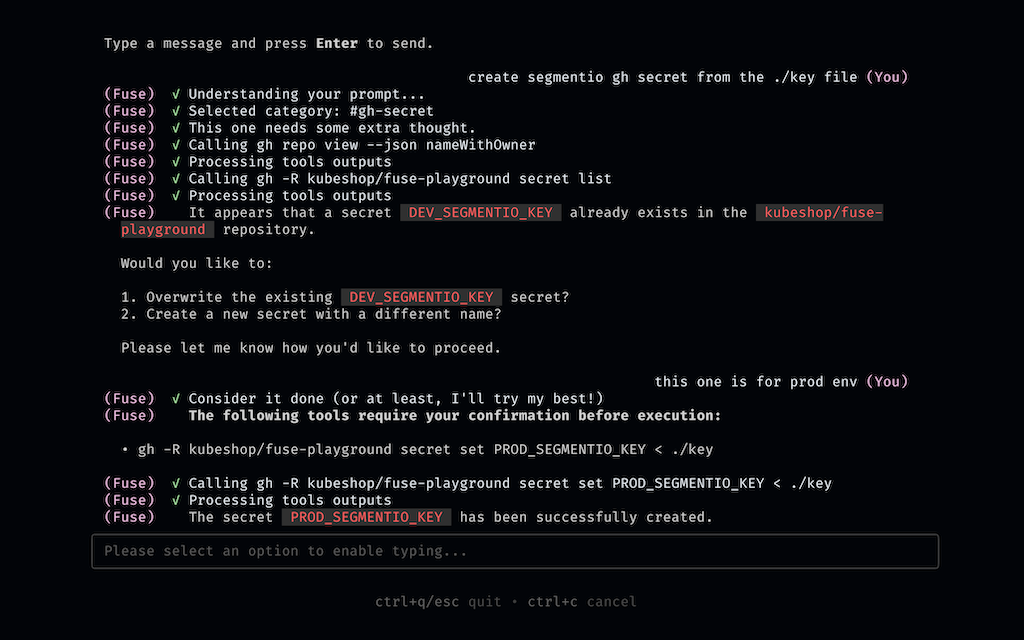 Type a message and press Enter to send.
create segmentio gh secret from the ./key file (You)
(Fuse) √ Understanding your prompt...
(Fuse) √ Selected category: #gh-secret
(Fuse) √ This one needs some extra thought.
(Fuse) √ Calling gh repo view --json nameWithOwner
(Fuse) √ Processing tools outputs
(Fuse) √ Calling gh -R kubeshop/fuse-playground secret list
(Fuse) √ Processing tools outputs
(Fuse) It appears that a secret DEV_SEGMENTIO_KEY already exists in the kubeshop/fuse-
playground repository.
Would you like to:
1. Overwrite the existing DEV_SEGMENTIO_KEY secret?
2. Create a new secret with a different name?
Please let me know how you'd like to proceed.
this one is for prod env (You)
(Fuse) √ Consider it done (or at least, I'll try my best!)
(Fuse) The following tools require your confirmation before execution:
• gh -R kubeshop/fuse-playground secret set PROD_SEGMENTIO_KEY < ./key
(Fuse) √ Calling gh -R kubeshop/fuse-playground secret set PROD_SEGMENTIO_KEY < ./key
(Fuse) √ Processing tools outputs
(Fuse) The secret PROD_SEGMENTIO_KEY has been successfully created.
Please select an option to enable typing...
ctrl+q/esc quit • ctrl+c cancel